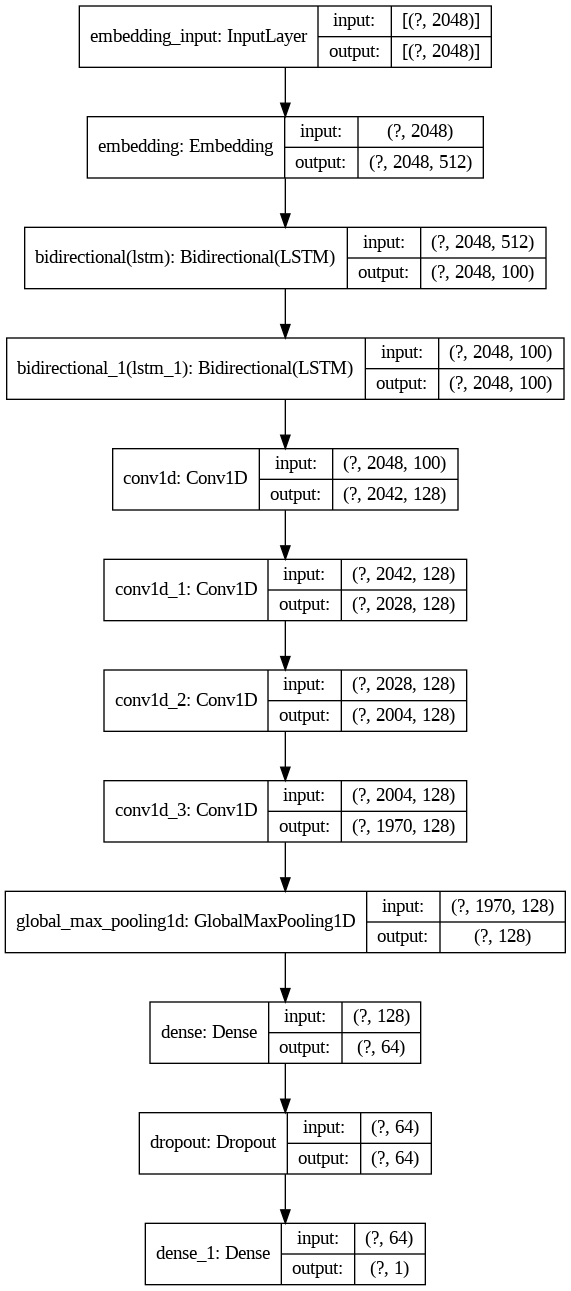 embedding_input: InputLayer
input: [(?, 2048)]
output: [(?, 2048)]
embedding: Embedding
input: (?, 2048)
output: (?, 2048, 512)
bidirectional(lstm): Bidirectional(LSTM)
input: (?, 2048, 512)
output: (?, 2048, 100)
bidirectional_1(lstm_1): Bidirectional(LSTM)
input: (?, 2048, 100)
output: (?, 2048, 100)
conv1d: Conv1D
input: (?, 2048, 100)
output: (?, 2042, 128)
conv1d_1: Conv1D
input: (?, 2042, 128)
output: (?, 2028, 128)
conv1d_2: Conv1D
input: (?, 2028, 128)
output: (?, 2004, 128)
conv1d_3: Conv1D
input: (?, 2004, 128)
output: (?, 1970, 128)
global_max_pooling1d: GlobalMaxPooling1D
input: (?, 1970, 128)
output: (?, 128)
dense: Dense
input: (?, 128)
output: (?, 64)
dropout: Dropout
input: (?, 64)
output: (?, 64)
dense_1: Dense
input: (?, 64)
output: (?, 1)